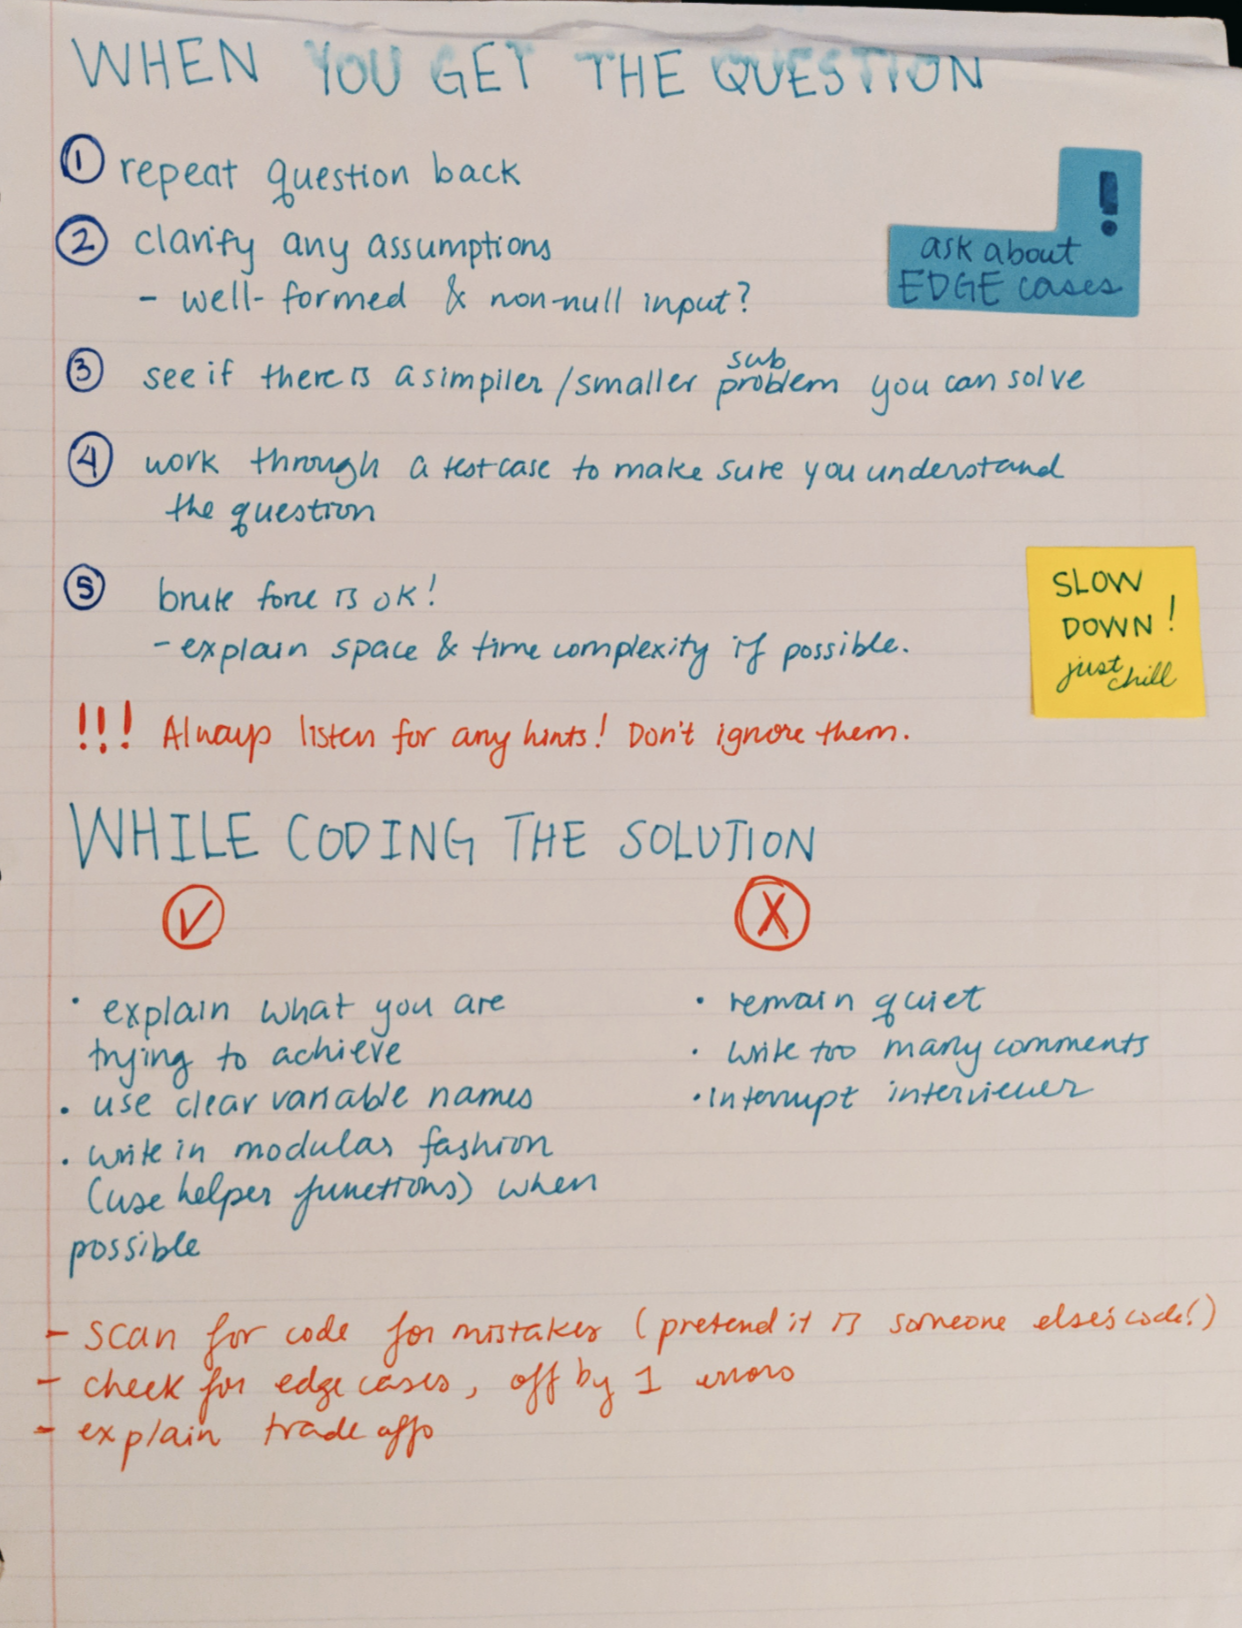 WHEN YOU GET THE QUESTION
1 repeat question back
2 clarify any assumptions
- well-formed & non-null input?
!
ask about
EDGE cases
3 see if there is a simpiler/smaller sub problem you can solve
4 work through a test case to make sure you understand
the question
5 brute force is ok!
- explain space & time complexity if possible.
SLOW
DOWN!
just chill
!!! Always listen for any hints! Don't ignore them.
WHILE CODING THE SOLUTION
✓
X
• explain what you are
trying to achieve
• use clear variable names
• write in modular fashion
(use helper functions) when
possible
• remain quiet
• write too many comments
• interrupt interviewer
- scan for code for mistakes (pretend it is someone else's code!)
- check for edge cases, off by 1 errors
- explain trade offs